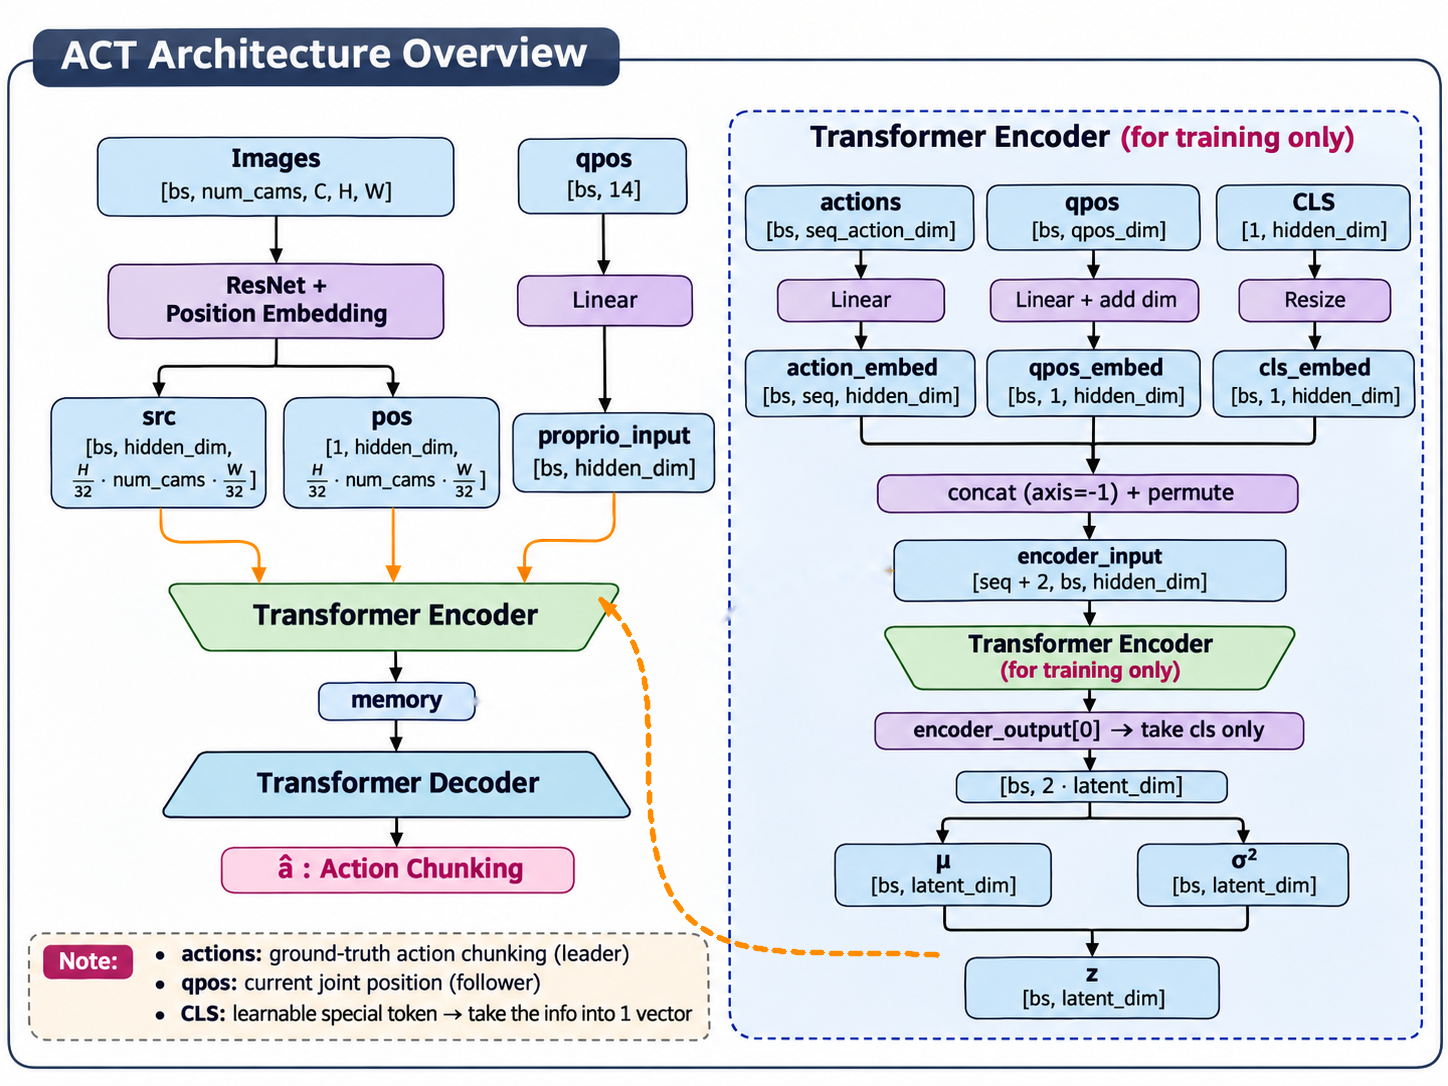 ACT Architecture Overview
Images
[bs, num_cams, C, H, W]
qpos
[bs, 14]
ResNet +
Position Embedding
Linear
src
[bs, hidden_dim,
H/32 · num_cams · W/32 ]
pos
[1, hidden_dim,
H/32 · num_cams · W/32 ]
proprio_input
[bs, hidden_dim]
Transformer Encoder
memory
Transformer Decoder
â : Action Chunking
Note:
• actions: ground-truth action chunking (leader)
• qpos: current joint position (follower)
• CLS: learnable special token → take the info into 1 vector
Transformer Encoder (for training only)
actions
[bs, seq_action_dim]
qpos
[bs, qpos_dim]
CLS
[1, hidden_dim]
Linear
Linear + add dim
Resize
action_embed
[bs, seq, hidden_dim]
qpos_embed
[bs, 1, hidden_dim]
cls_embed
[bs, 1, hidden_dim]
concat (axis=-1) + permute
encoder_input
[seq + 2, bs, hidden_dim]
Transformer Encoder
(for training only)
encoder_output[0] → take cls only
[bs, 2 · latent_dim]
μ
[bs, latent_dim]
σ²
[bs, latent_dim]
z
[bs, latent_dim]